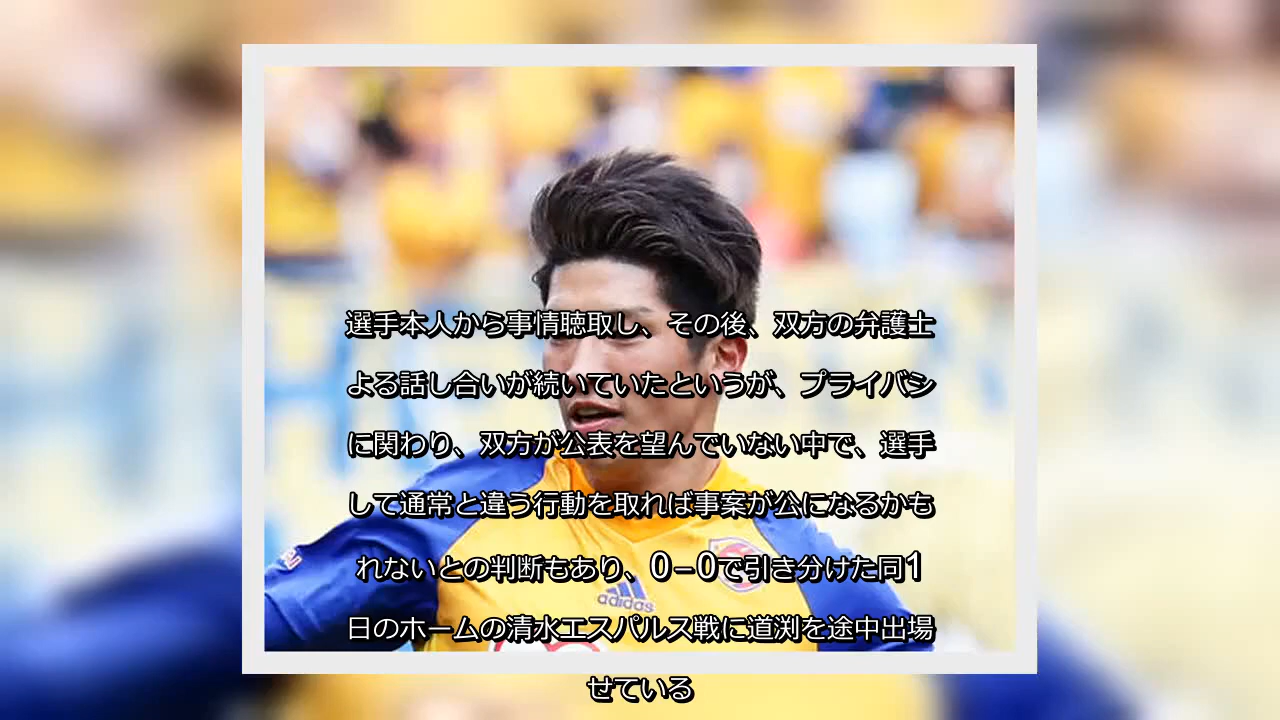 選手本人から事情聴取し、その後、双方の弁護士
よる話し合いが続いていたというが、プライバシ
に関わり、双方が公表を望んでいない中で、選手
して通常と違う行動を取れば事案が公になるかも
れないとの判断もあり、0－0で引き分けた同1
adidas
日のホームの清水エスパルス戦に道渕を途中出場
せている